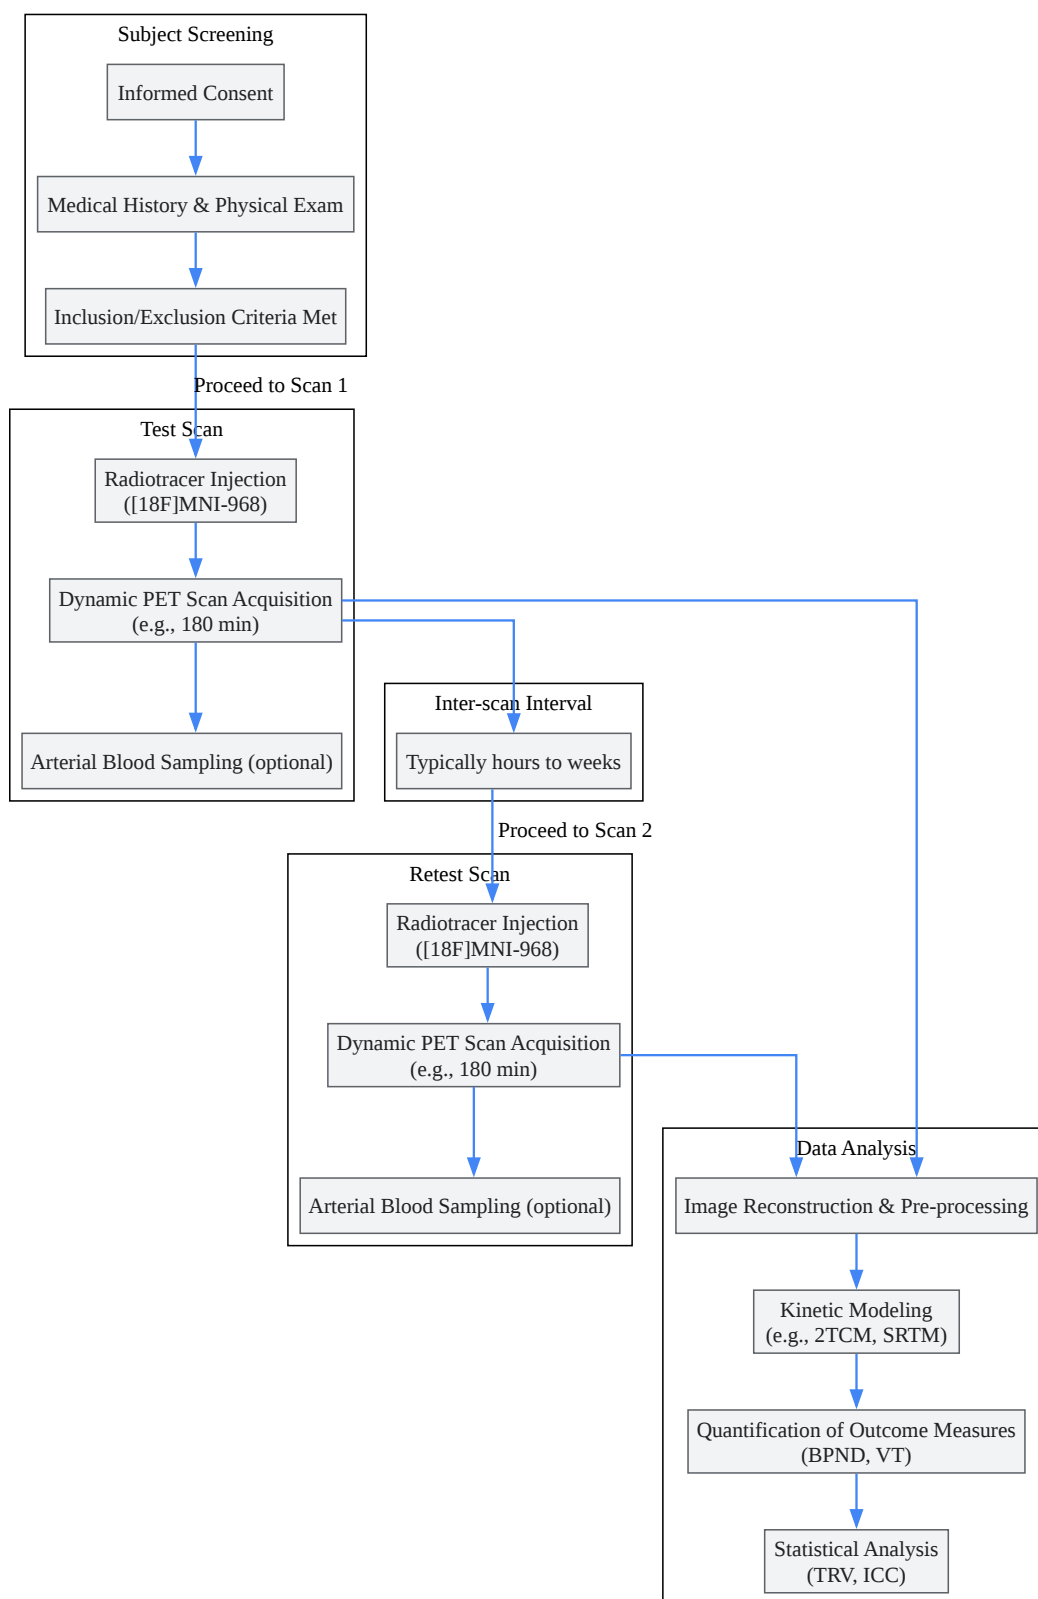 Subject Screening
Informed Consent
Medical History & Physical Exam
Inclusion/Exclusion Criteria Met
Proceed to Scan 1
Test Scan
Radiotracer Injection
([18F]MNI-968)
Dynamic PET Scan Acquisition
(e.g., 180 min)
Arterial Blood Sampling (optional)
Inter-scan Interval
Typically hours to weeks
Proceed to Scan 2
Retest Scan
Radiotracer Injection
([18F]MNI-968)
Dynamic PET Scan Acquisition
(e.g., 180 min)
Arterial Blood Sampling (optional)
Data Analysis
Image Reconstruction & Pre-processing
Kinetic Modeling
(e.g., 2TCM, SRTM)
Quantification of Outcome Measures
(BPND, VT)
Statistical Analysis
(TRV, ICC)